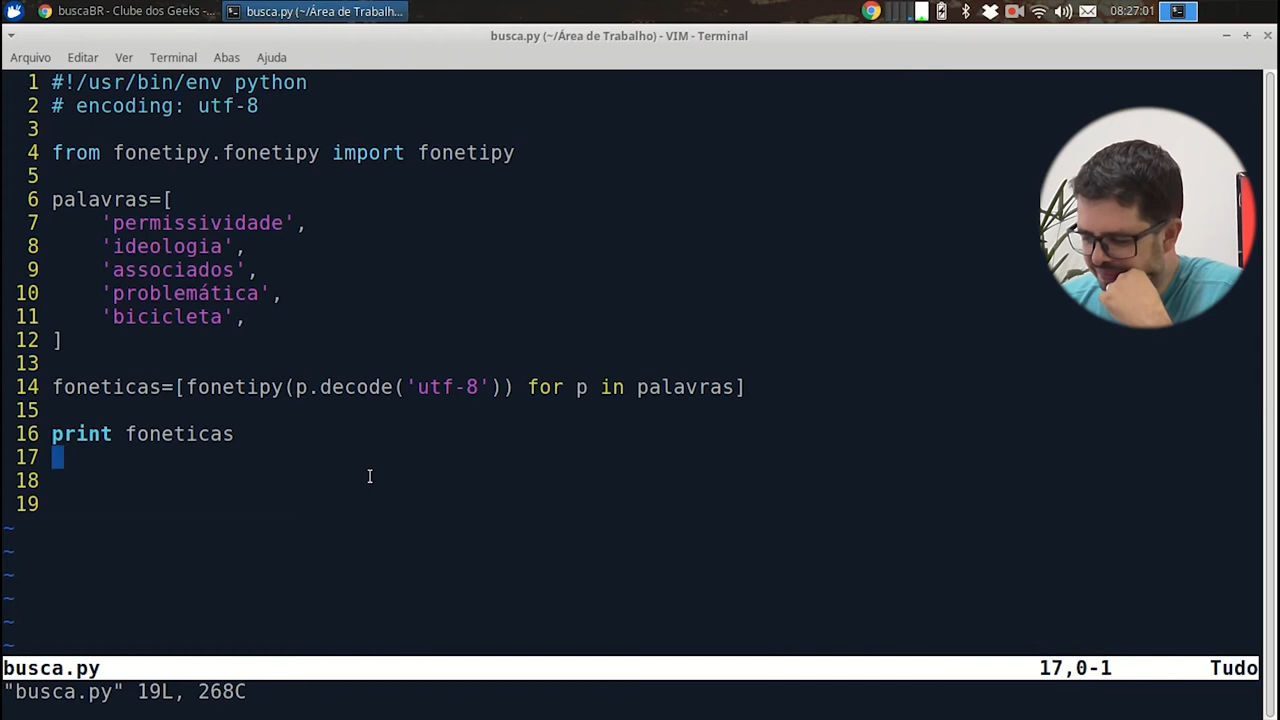 buscaBR - Clube dos Geeks -... busca.py (~/Área de Trabalh... 08:27:01
busca.py (~/Área de Trabalho) - VIM - Terminal
Arquivo Editar Ver Terminal Abas Ajuda
1 #!/usr/bin/env python
2 # encoding: utf-8
3
4 from fonetipy.fonetipy import fonetipy
5
6 palavras=[
7 'permissividade',
8 'ideologia',
9 'associados',
10 'problemática',
11 'bicicleta',
12 ]
13
14 foneticas=[fonetipy(p.decode('utf-8')) for p in palavras]
15
16 print foneticas
17
18
19
~
~
~
~
~
~
busca.py 17,0-1 Tudo
"busca.py" 19L, 268C